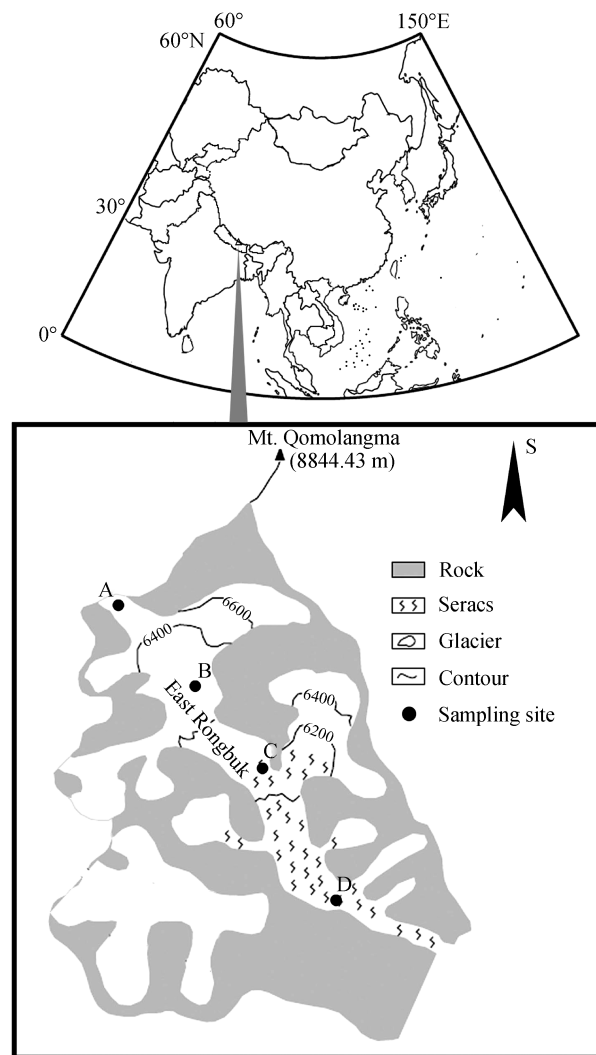 60°
150°E
60°N
30°
0°
Mt. Qomolangma
(8844.43 m)
S
Rock
Seracs
Glacier
Contour
Sampling site
A
6600
6400
B
6400
East Rongbuk
6200
C
D